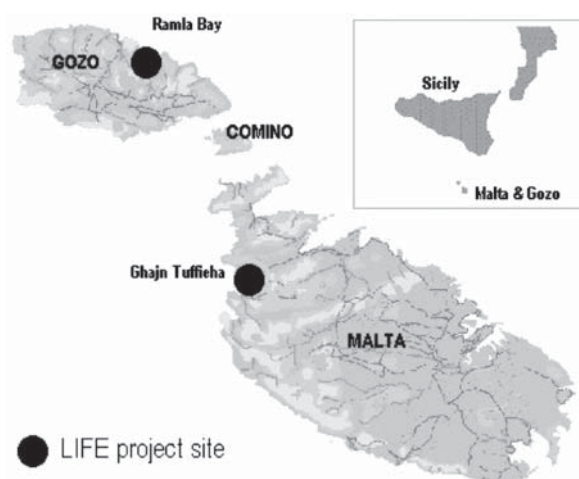 Ramla Bay
GOZO
COMINO
Sicily
Malta & Gozo
Ghajn Tuffieha
MALTA
LIFE project site